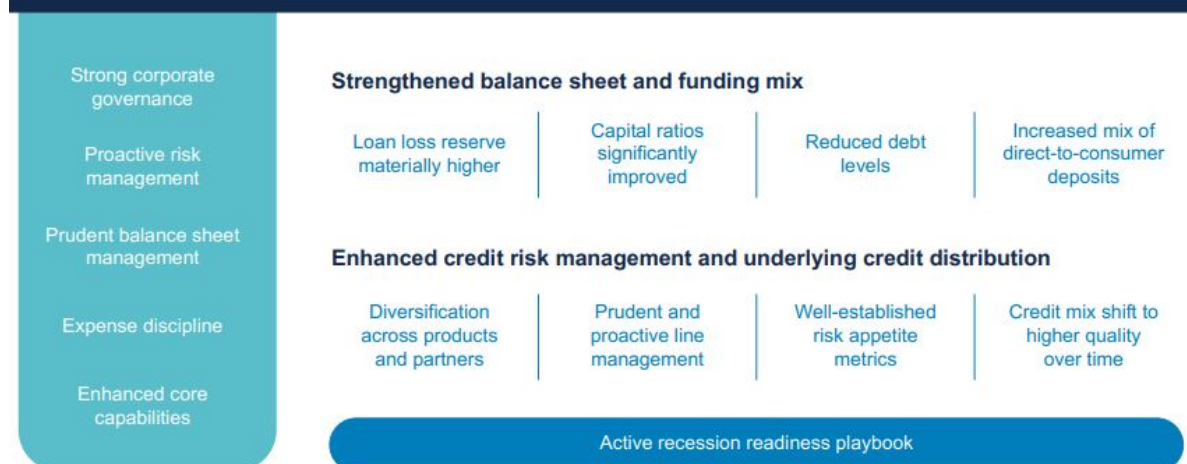 Strong corporate
governance
Proactive risk
management
Prudent balance sheet
management
Expense discipline
Enhanced core
capabilities
Strengthened balance sheet and funding mix
Loan loss reserve
materially higher
Capital ratios
significantly
improved
Reduced debt
levels
Increased mix of
direct-to-consumer
deposits
Enhanced credit risk management and underlying credit distribution
Diversification
across products
and partners
Prudent and
proactive line
management
Well-established
risk appetite
metrics
Credit mix shift to
higher quality
over time
Active recession readiness playbook